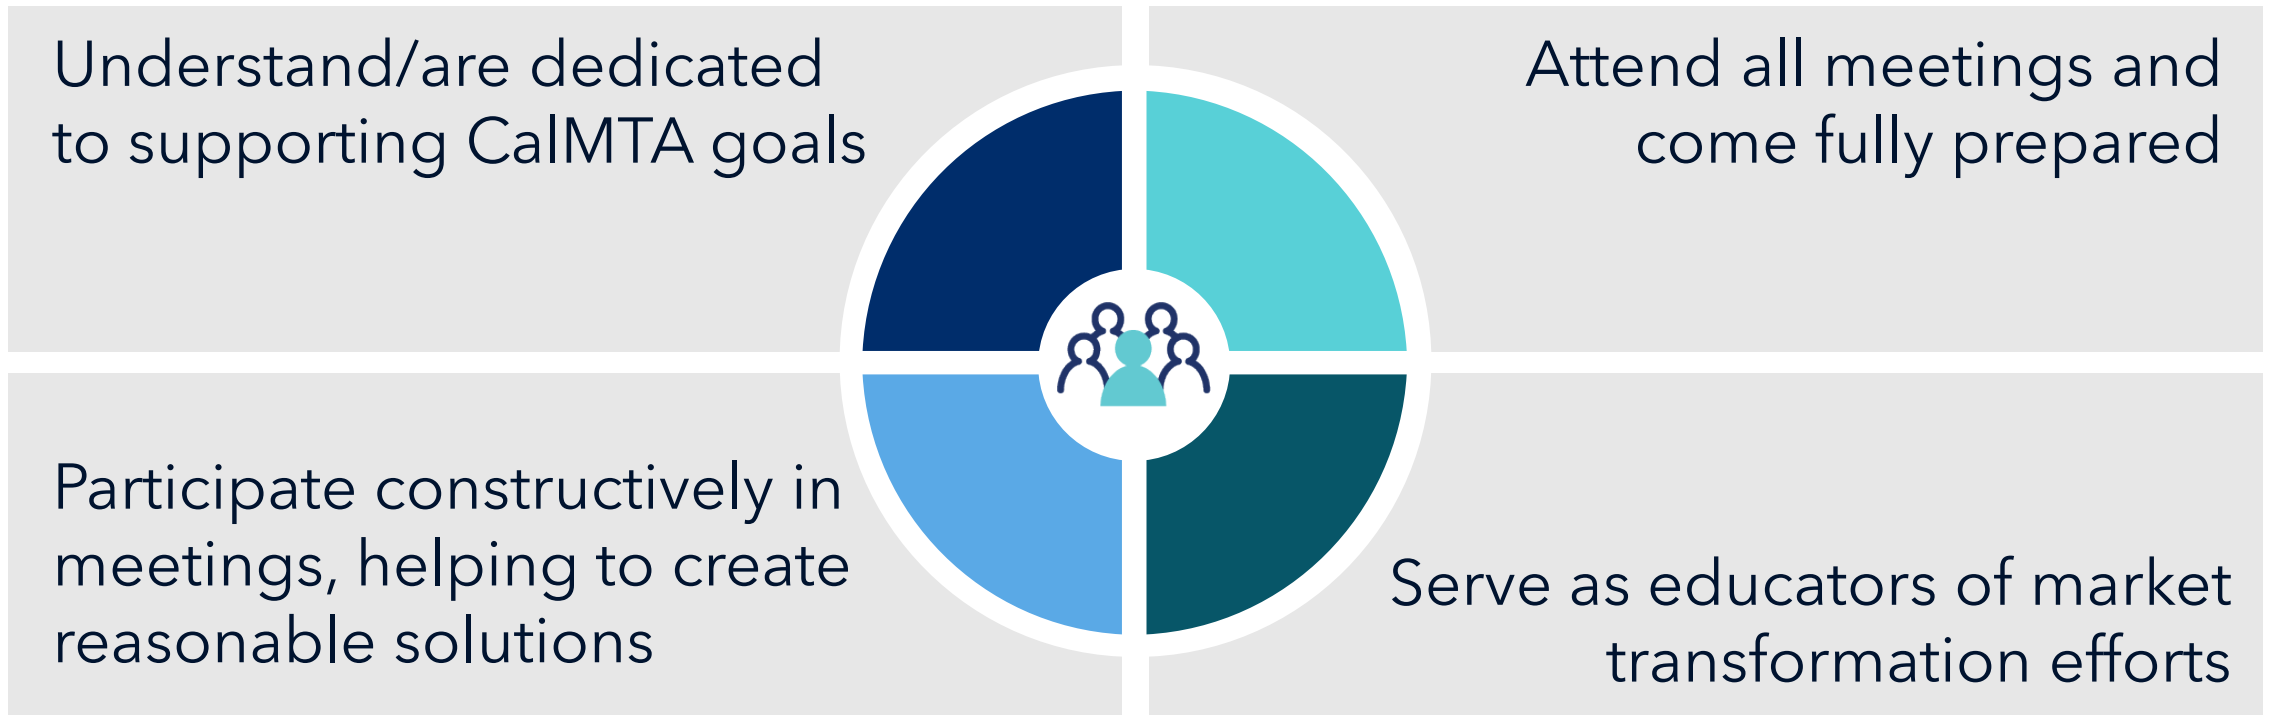 Understand/are dedicated
to supporting CalMTA goals
Attend all meetings and
come fully prepared
Participate constructively in
meetings, helping to create
reasonable solutions
Serve as educators of market
transformation efforts